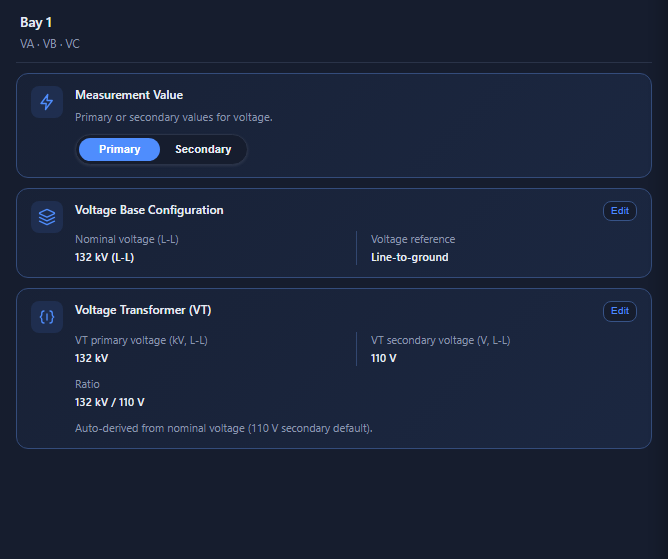 Bay 1
VA · VB · VC
Measurement Value
Primary or secondary values for voltage.
Primary Secondary
Voltage Base Configuration Edit
Nominal voltage (L-L) Voltage reference
132 kV (L-L) Line-to-ground
Voltage Transformer (VT) Edit
VT primary voltage (kV, L-L) VT secondary voltage (V, L-L)
132 kV 110 V
Ratio
132 kV / 110 V
Auto-derived from nominal voltage (110 V secondary default).